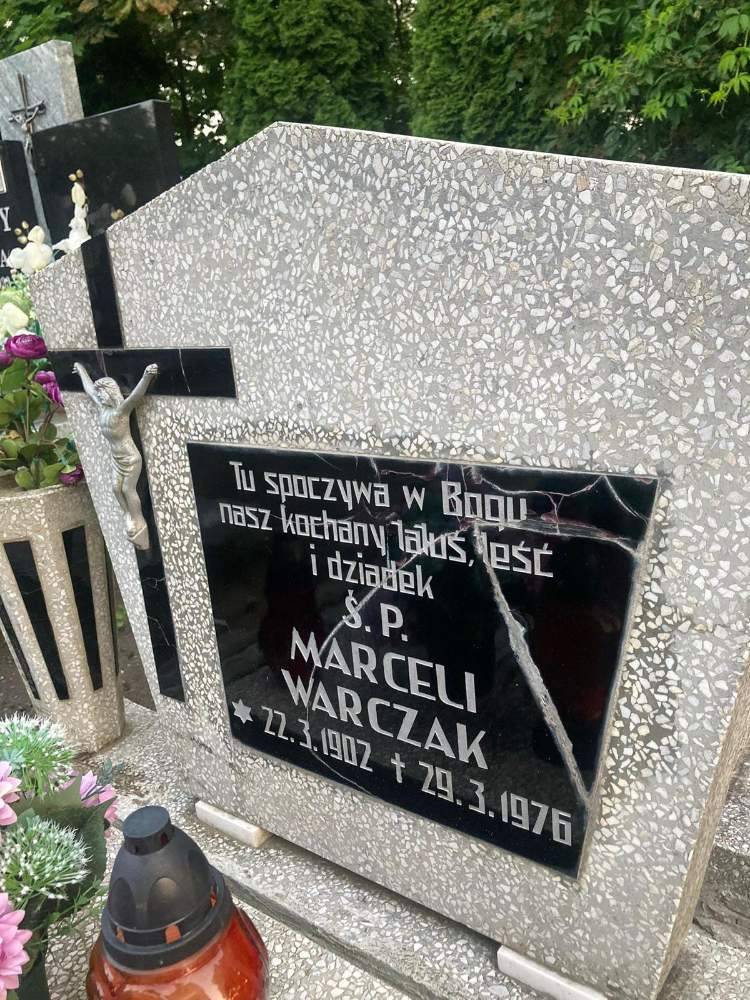 Tu spoczywa w Bogu
nasz kochany Tatuś, Teść
i dziadek
Ś. P.
MARCELI
WARCZAK
22.3.1902 † 29.3.1976
Y
A